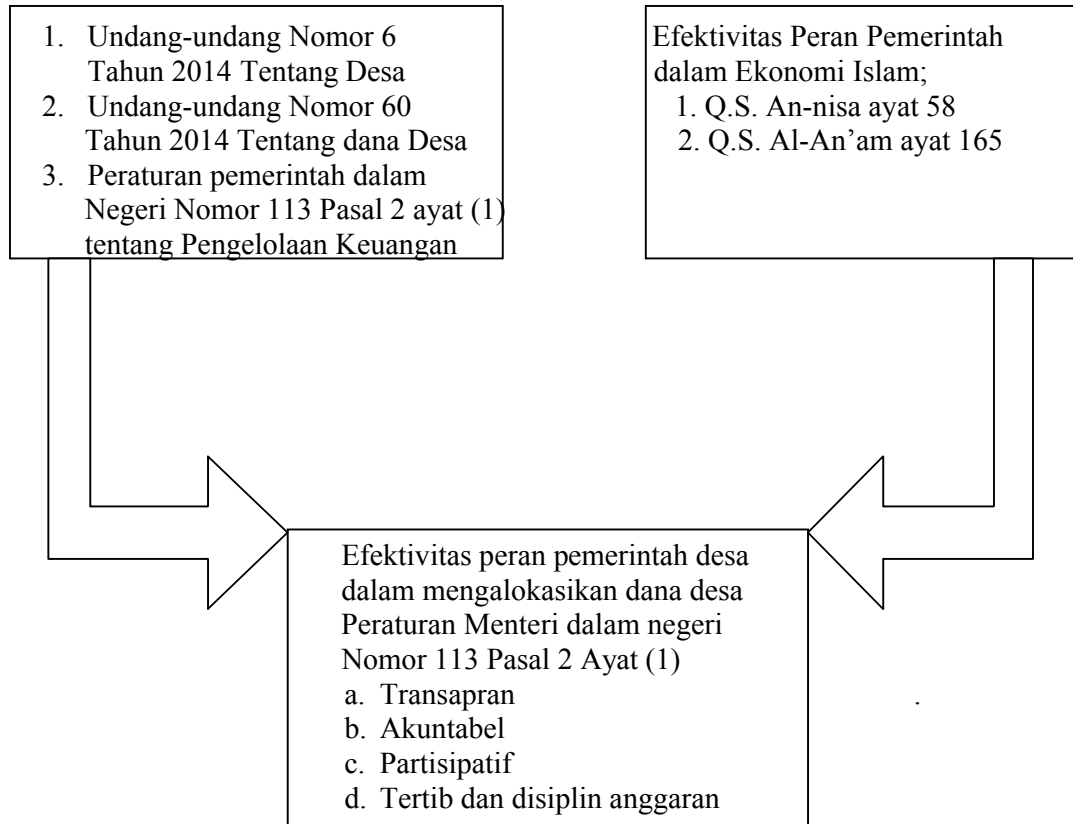 1. Undang-undang Nomor 6
Tahun 2014 Tentang Desa
2. Undang-undang Nomor 60
Tahun 2014 Tentang dana Desa
3. Peraturan pemerintah dalam
Negeri Nomor 113 Pasal 2 ayat (1)
tentang Pengelolaan Keuangan
Efektivitas Peran Pemerintah
dalam Ekonomi Islam;
1. Q.S. An-nisa ayat 58
2. Q.S. Al-An’am ayat 165
Efektivitas peran pemerintah desa
dalam mengalokasikan dana desa
Peraturan Menteri dalam negeri
Nomor 113 Pasal 2 Ayat (1)
a. Transapran
b. Akuntabel
c. Partisipatif
d. Tertib dan disiplin anggaran
.